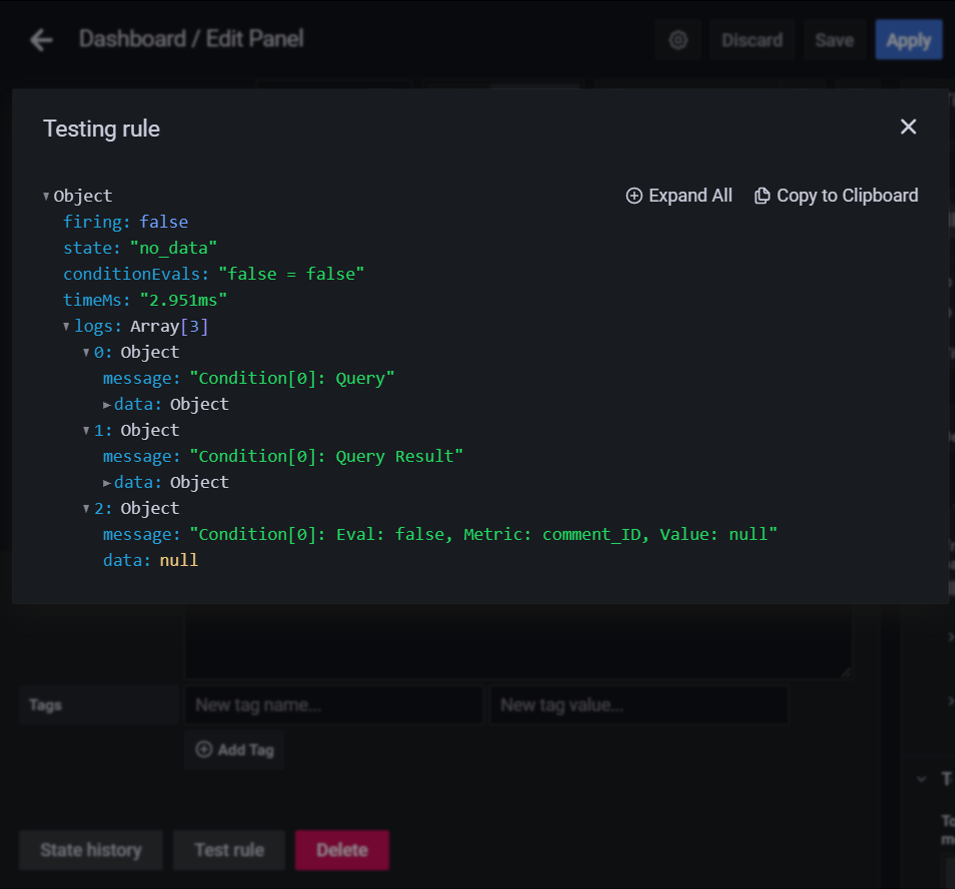 Dashboard / Edit Panel
Discard
Save
Apply
Testing rule
Object
Expand All
Copy to Clipboard
firing: false
state: "no_data"
conditionEvals: "false = false"
timeMs: "2.951ms"
logs: Array[3]
0: Object
message: "Condition[0]: Query"
data: Object
1: Object
message: "Condition[0]: Query Result"
data: Object
2: Object
message: "Condition[0]: Eval: false, Metric: comment_ID, Value: null"
data: null
Tags
New tag name...
New tag value...
Add Tag
State history
Test rule
Delete